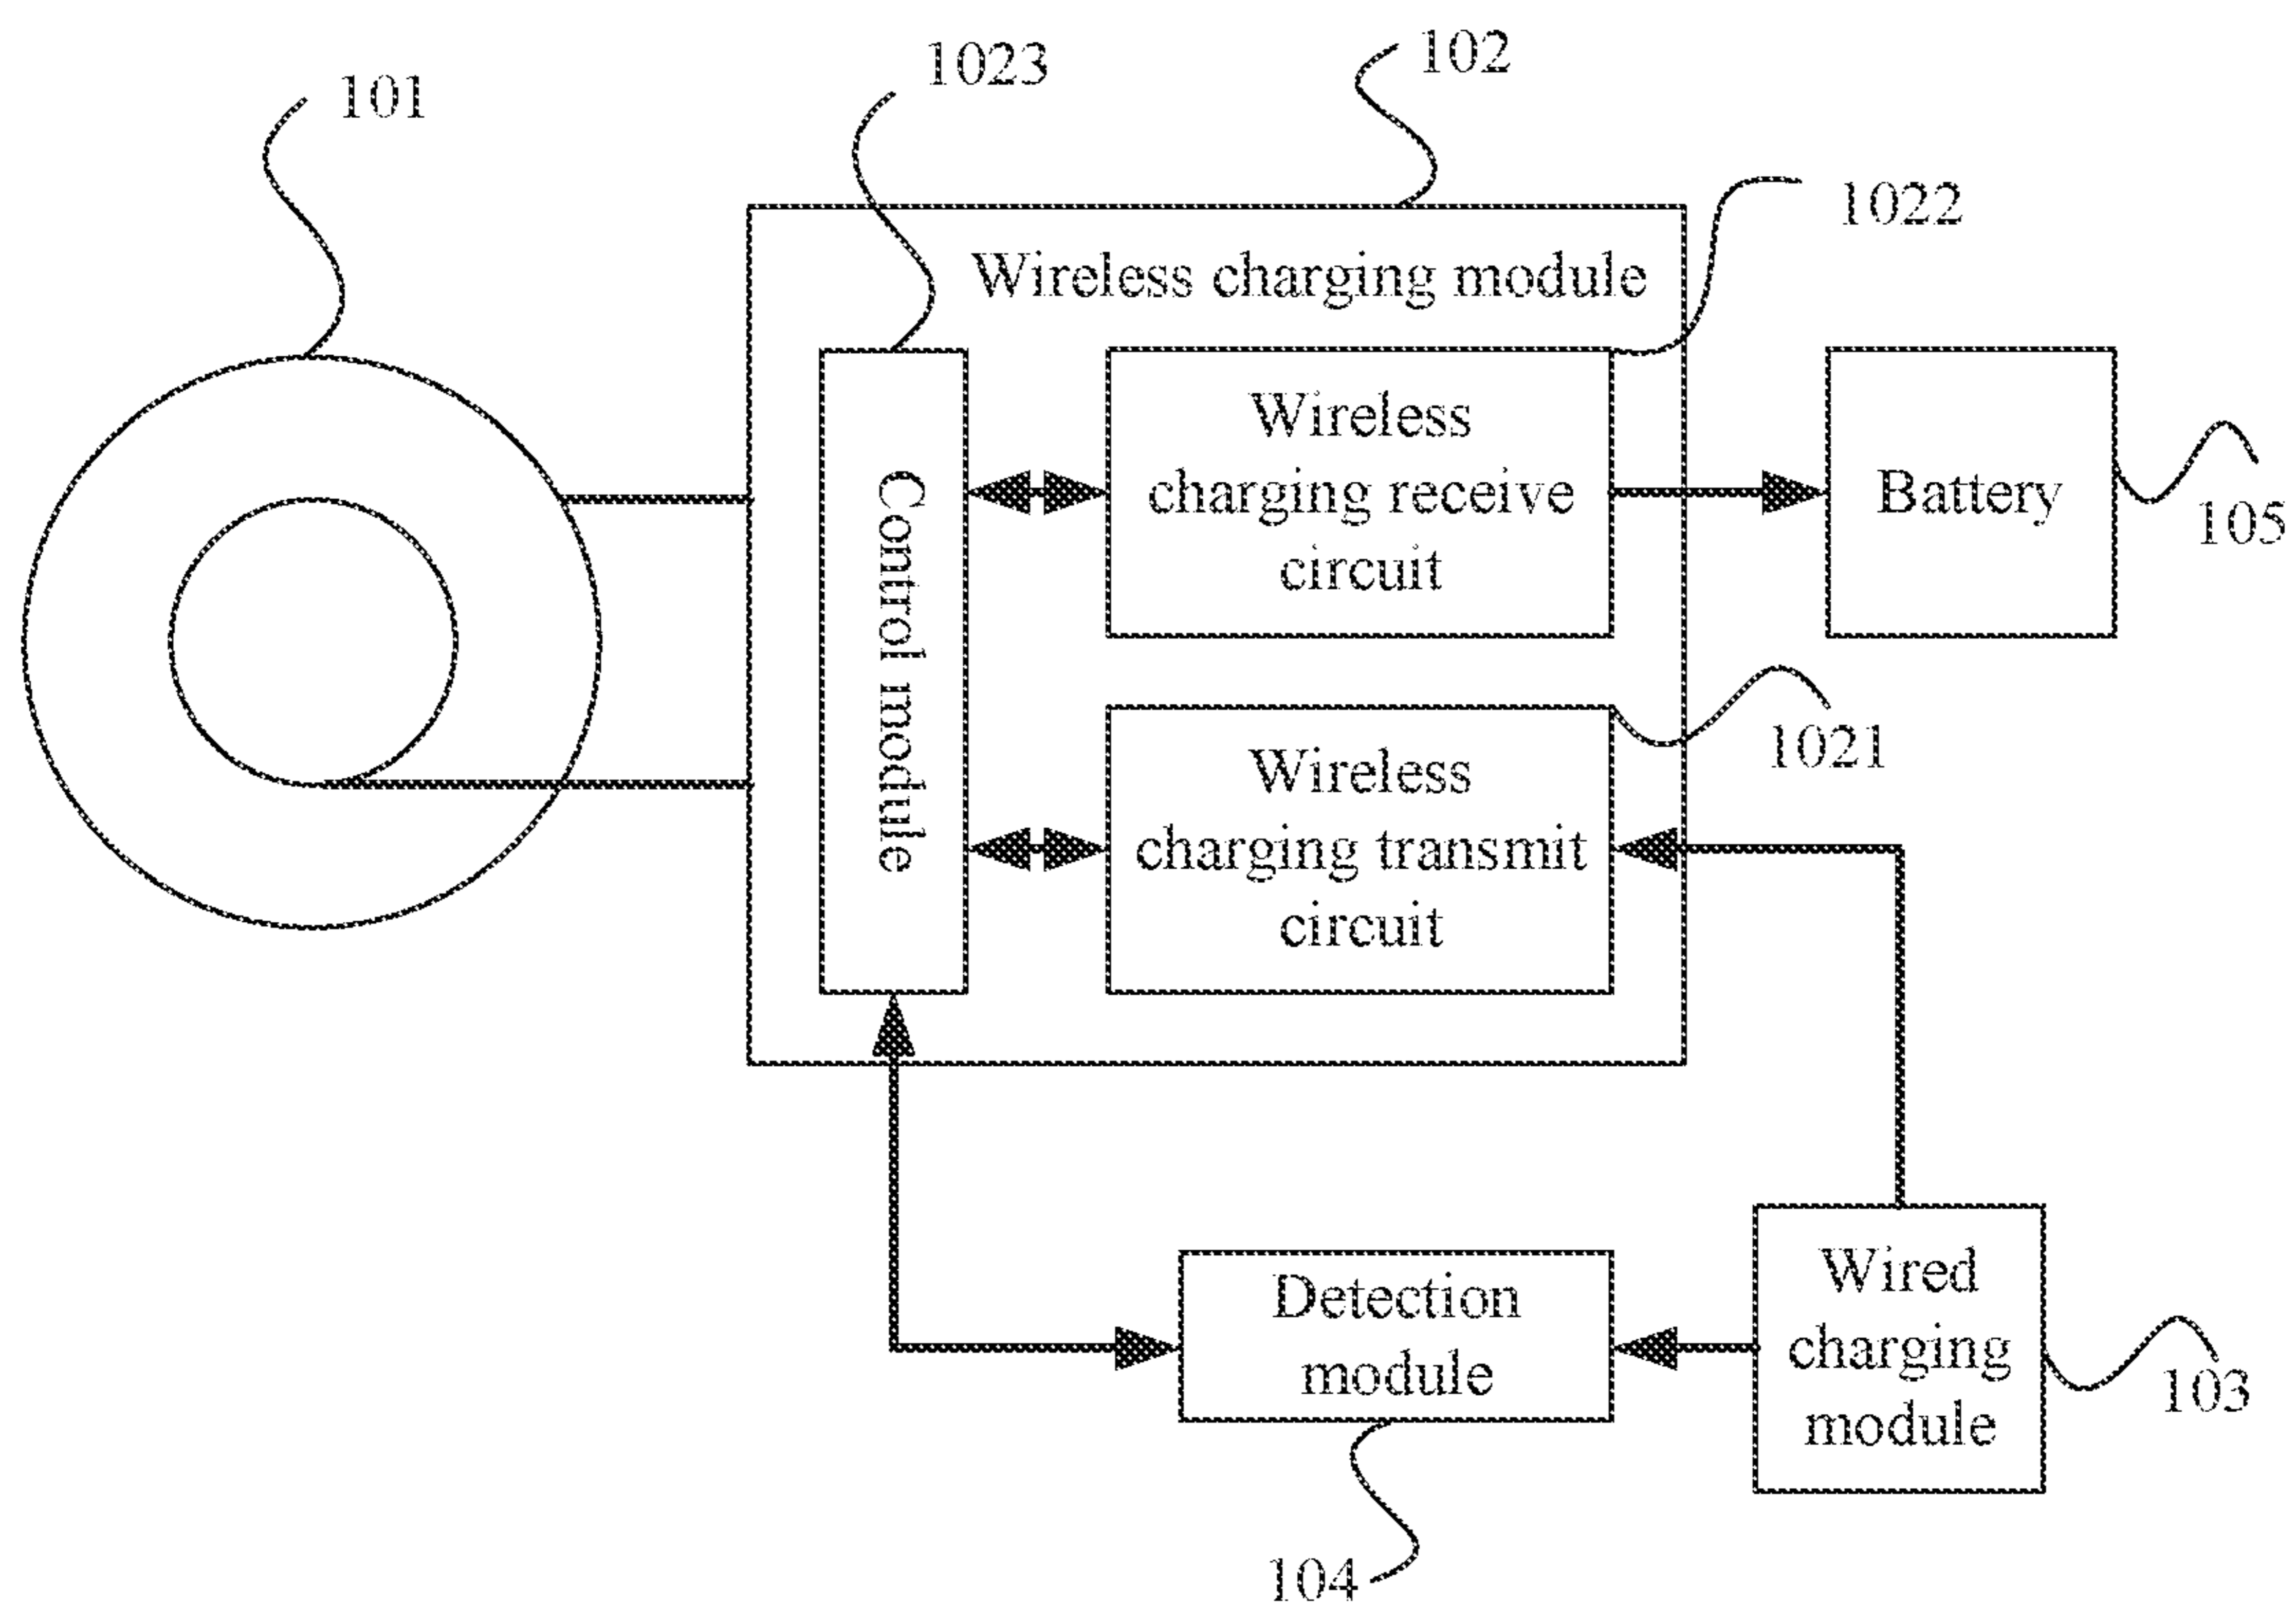 102
1023
101
1022
Wireless charging module
Wireless
charging receive
circuit
Battery
105
Control module
1021
Wireless
charging transmit
circuit
Wired
charging
module
Detection
module
103
104